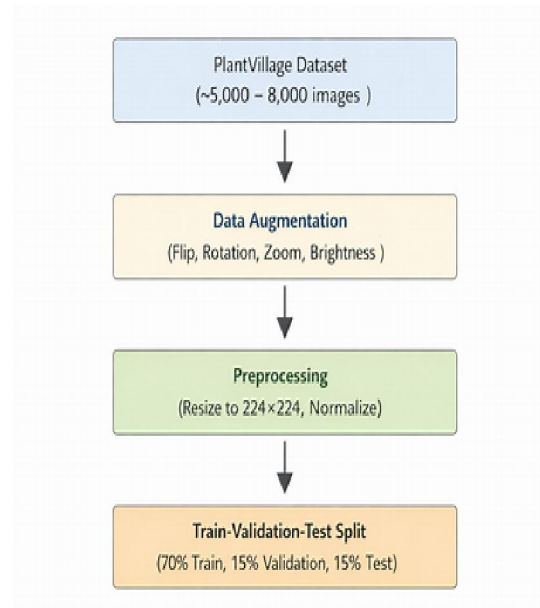 PlantVillage Dataset
(~5,000 – 8,000 images )
Data Augmentation
(Flip, Rotation, Zoom, Brightness )
Preprocessing
(Resize to 224×224, Normalize)
Train-Validation-Test Split
(70% Train, 15% Validation, 15% Test)